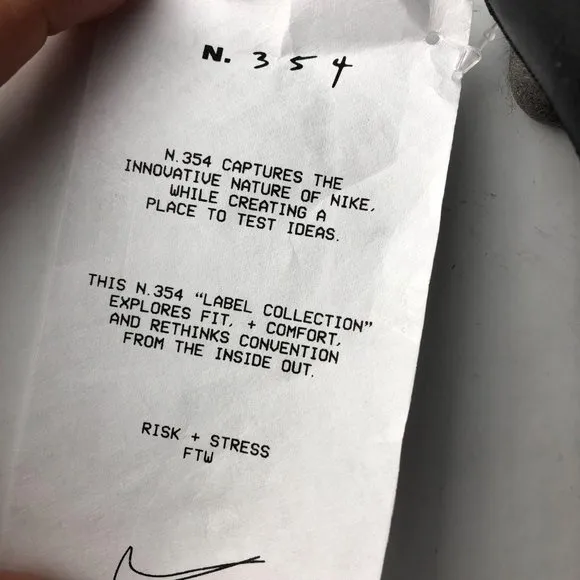 N. 354
N.354 CAPTURES THE
INNOVATIVE NATURE OF NIKE,
WHILE CREATING A
PLACE TO TEST IDEAS.
THIS N.354 "LABEL COLLECTION"
EXPLORES FIT, + COMFORT,
AND RETHINKS CONVENTION
FROM THE INSIDE OUT.
RISK + STRESS
FTW